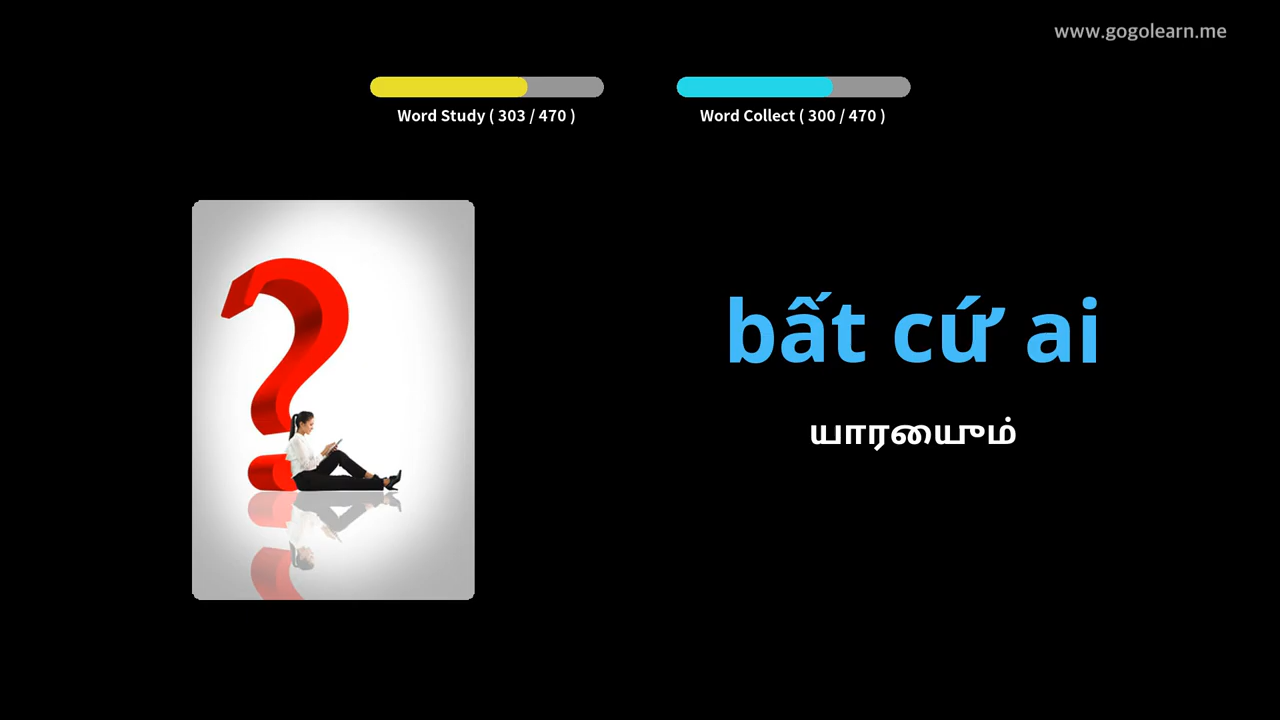 www.gogolearn.me
Word Study ( 303 / 470 )
Word Collect ( 300 / 470 )
bất cứ ai
யாரையும்